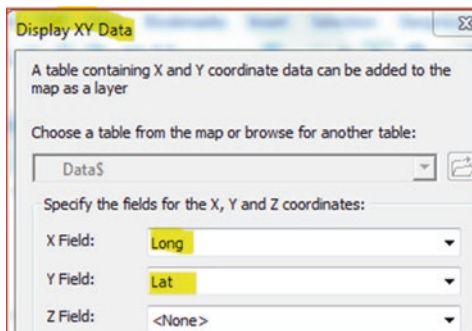 Display XY Data
A table containing X and Y coordinate data can be added to the
map as a layer
Choose a table from the map or browse for another table:
Data$
Specify the fields for the X, Y and Z coordinates:
X Field: Long
Y Field: Lat
Z Field: <None>